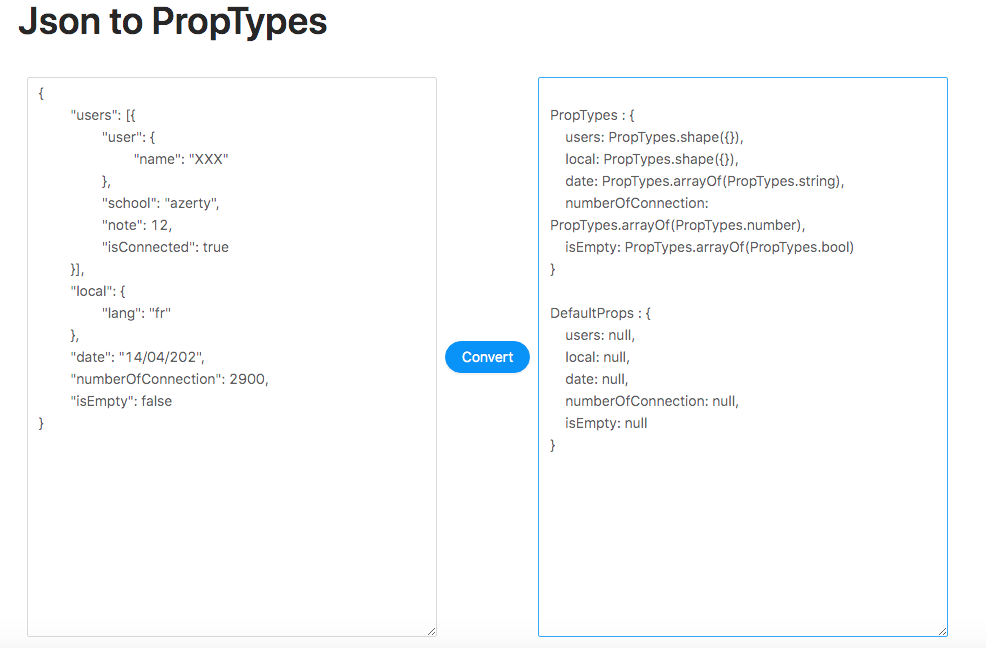 Json to PropTypes
{
"users": [{
"user": {
"name": "XXX"
},
"school": "azerty",
"note": 12,
"isConnected": true
}],
"local": {
"lang": "fr"
},
"date": "14/04/202",
"numberOfConnection": 2900,
"isEmpty": false
}
Convert
PropTypes : {
users: PropTypes.shape({}),
local: PropTypes.shape({}),
date: PropTypes.arrayOf(PropTypes.string),
numberOfConnection:
PropTypes.arrayOf(PropTypes.number),
isEmpty: PropTypes.arrayOf(PropTypes.bool)
}
DefaultProps : {
users: null,
local: null,
date: null,
numberOfConnection: null,
isEmpty: null
}